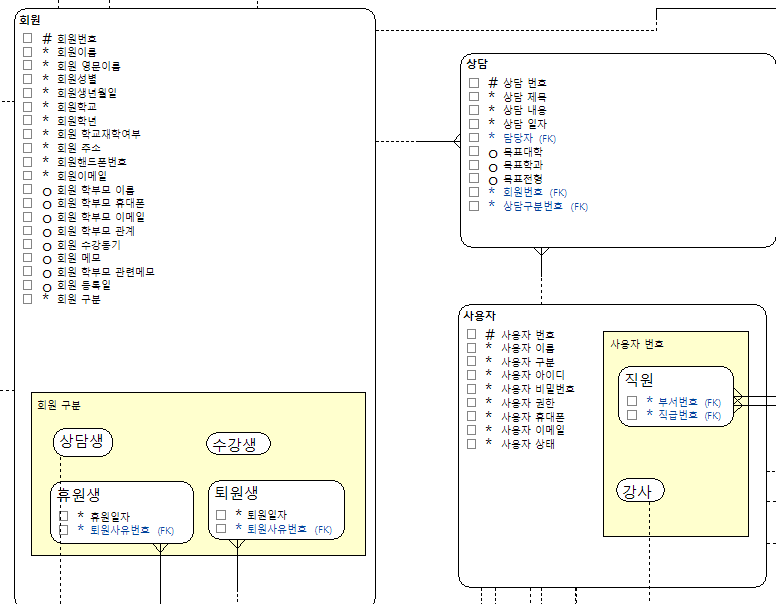 회원
# 회원번호
* 회원이름
* 회원 영문이름
* 회원성별
* 회원생년월일
* 회원학교
* 회원학년
* 회원 학교재학여부
* 회원 주소
* 회원핸드폰번호
* 회원이메일
o 회원 학부모 이름
o 회원 학부모 휴대폰
o 회원 학부모 이메일
o 회원 학부모 관계
o 회원 수강동기
o 회원 메모
o 회원 학부모 관련메모
o 회원 등록일
* 회원 구분
회원 구분
상담생
수강생
휴원생
* 휴원일자
* 퇴원사유번호 (FK)
퇴원생
* 퇴원일자
* 퇴원사유번호 (FK)
상담
# 상담 번호
* 상담 제목
* 상담 내용
* 상담 일자
* 담당자 (FK)
o 목표대학
o 목표학과
o 목표전형
* 회원번호 (FK)
* 상담구분번호 (FK)
사용자
# 사용자 번호
* 사용자 이름
* 사용자 구분
* 사용자 아이디
* 사용자 비밀번호
* 사용자 권한
* 사용자 휴대폰
* 사용자 이메일
* 사용자 상태
사용자 번호
직원
* 부서번호 (FK)
* 직급번호 (FK)
강사